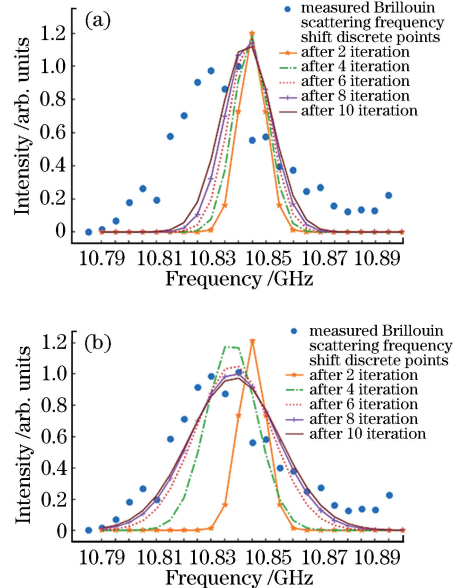 (a)
measured Brillouin
scattering frequency
shift discrete points
after 2 iteration
after 4 iteration
after 6 iteration
after 8 iteration
after 10 iteration
Intensity /arb. units
1.2
1.0
0.8
0.6
0.4
0.2
0
10.79 10.81 10.83 10.85 10.87 10.89
Frequency /GHz
(b)
measured Brillouin
scattering frequency
shift discrete points
after 2 iteration
after 4 iteration
after 6 iteration
after 8 iteration
after 10 iteration
Intensity /arb. units
1.2
1.0
0.8
0.6
0.4
0.2
0
10.79 10.81 10.83 10.85 10.87 10.89
Frequency /GHz